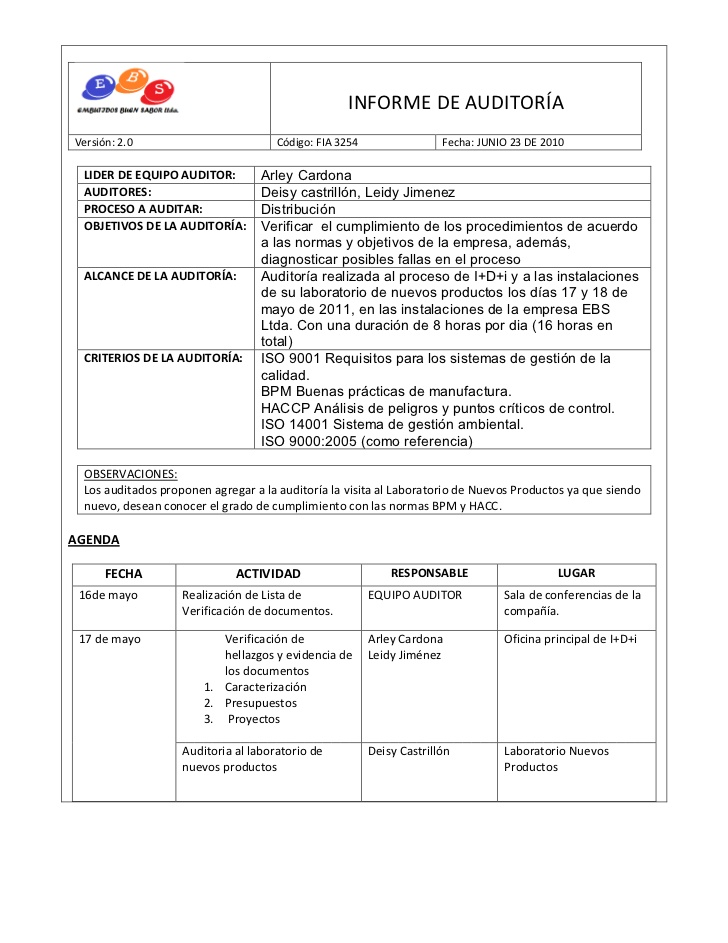 E B S
EMBUTIDOS BUEN SABOR ltda.
INFORME DE AUDITORÍA
Versión: 2.0
Código: FIA 3254
Fecha: JUNIO 23 DE 2010
LIDER DE EQUIPO AUDITOR:
Arley Cardona
AUDITORES:
Deisy castrillón, Leidy Jimenez
PROCESO A AUDITAR:
Distribución
OBJETIVOS DE LA AUDITORÍA:
Verificar el cumplimiento de los procedimientos de acuerdo
a las normas y objetivos de la empresa, además,
diagnosticar posibles fallas en el proceso
ALCANCE DE LA AUDITORÍA:
Auditoría realizada al proceso de I+D+i y a las instalaciones
de su laboratorio de nuevos productos los días 17 y 18 de
mayo de 2011, en las instalaciones de la empresa EBS
Ltda. Con una duración de 8 horas por dia (16 horas en
total)
CRITERIOS DE LA AUDITORÍA:
ISO 9001 Requisitos para los sistemas de gestión de la
calidad.
BPM Buenas prácticas de manufactura.
HACCP Análisis de peligros y puntos críticos de control.
ISO 14001 Sistema de gestión ambiental.
ISO 9000:2005 (como referencia)
OBSERVACIONES:
Los auditados proponen agregar a la auditoría la visita al Laboratorio de Nuevos Productos ya que siendo
nuevo, desean conocer el grado de cumplimiento con las normas BPM y HACC.
AGENDA
FECHA
ACTIVIDAD
RESPONSABLE
LUGAR
16de mayo
Realización de Lista de
Verificación de documentos.
EQUIPO AUDITOR
Sala de conferencias de la
compañía.
17 de mayo
Verificación de
hellazgos y evidencia de
los documentos
1. Caracterización
2. Presupuestos
3. Proyectos
Arley Cardona
Leidy Jiménez
Oficina principal de I+D+i
Auditoria al laboratorio de
nuevos productos
Deisy Castrillón
Laboratorio Nuevos
Productos